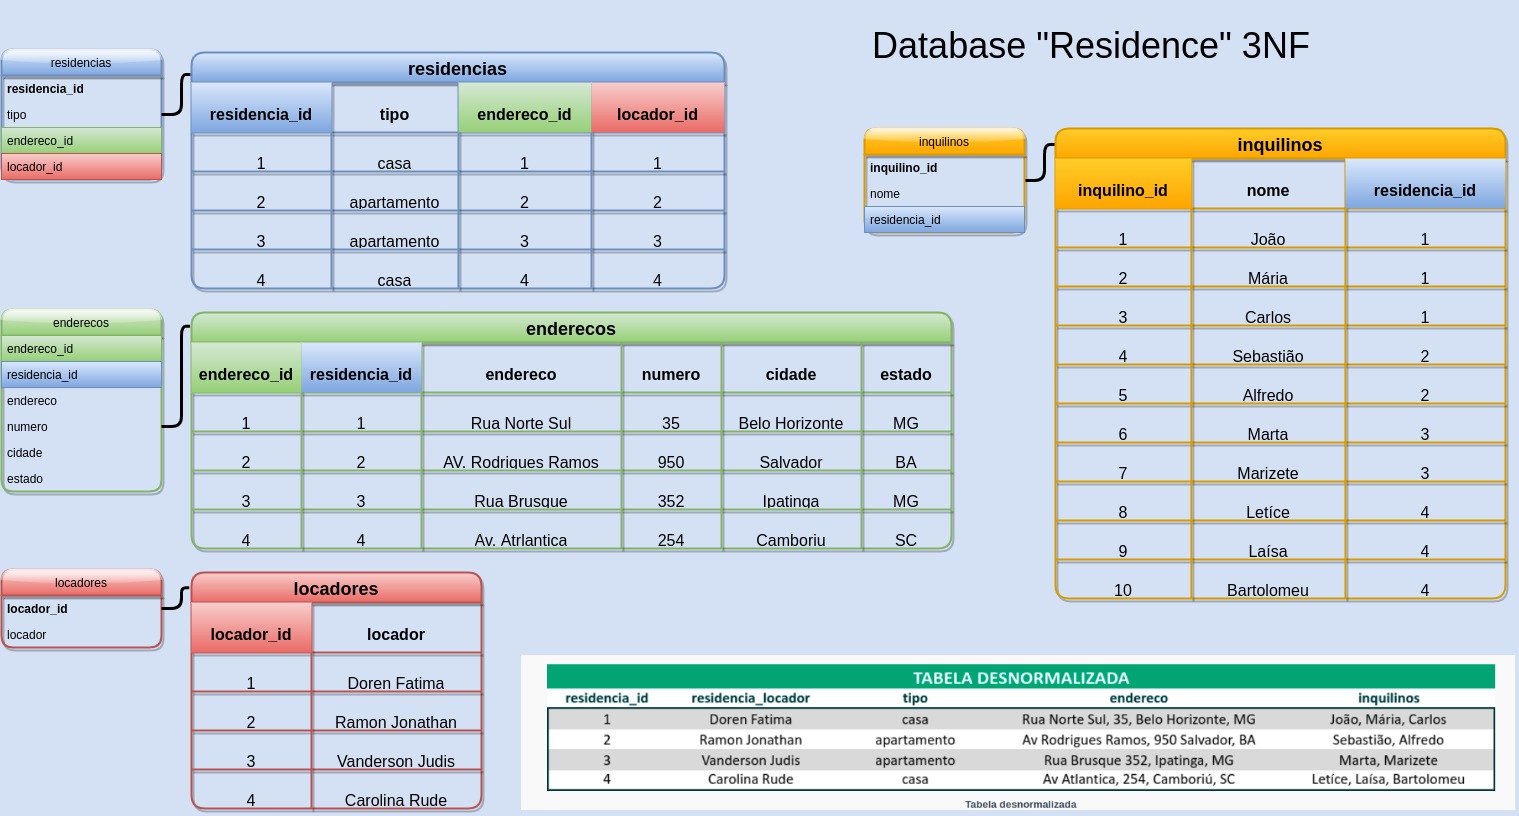 Database "Residence" 3NF
residencias
residencia_id
tipo
endereco_id
locador_id
residencias
residencia_id tipo endereco_id locador_id
1 casa 1 1
2 apartamento 2 2
3 apartamento 3 3
4 casa 4 4
inquilinos
inquilino_id
nome
residencia_id
inquilinos
inquilino_id nome residencia_id
1 João 1
2 Mária 1
3 Carlos 1
4 Sebastião 2
5 Alfredo 2
6 Marta 3
7 Marizete 3
8 Letíce 4
9 Laísa 4
10 Bartolomeu 4
enderecos
endereco_id
residencia_id
endereco
numero
cidade
estado
enderecos
endereco_id residencia_id endereco numero cidade estado
1 1 Rua Norte Sul 35 Belo Horizonte MG
2 2 AV. Rodrigues Ramos 950 Salvador BA
3 3 Rua Brusque 352 Ipatinga MG
4 4 Av. Atrlantica 254 Camboriu SC
locadores
locador_id
locador
locadores
locador_id locador
1 Doren Fatima
2 Ramon Jonathan
3 Vanderson Judis
4 Carolina Rude
TABELA DESNORMALIZADA
residencia_id residencia_locador tipo endereco inquilinos
1 Doren Fatima casa Rua Norte Sul, 35, Belo Horizonte, MG João, Mária, Carlos
2 Ramon Jonathan apartamento Av Rodrigues Ramos, 950 Salvador, BA Sebastião, Alfredo
3 Vanderson Judis apartamento Rua Brusque 352, Ipatinga, MG Marta, Marizete
4 Carolina Rude casa Av Atlantica, 254, Camboriú, SC Letíce, Laísa, Bartolomeu
Tabela desnormalizada